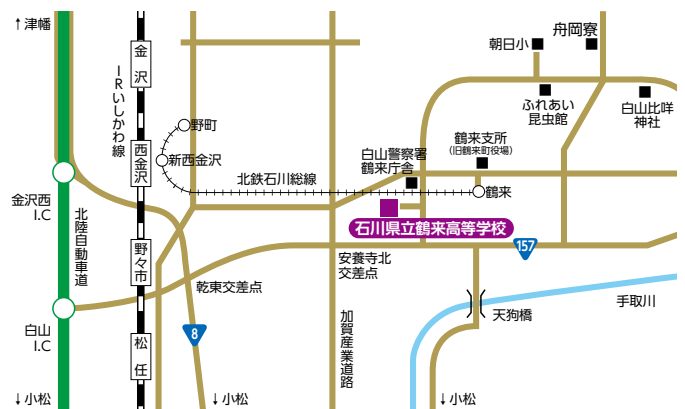 ↑津幡
金沢
IRいしかわ線
西金沢
野々市
松任
金沢西
I.C
北陸自動車道
白山
I.C
↓小松
野町
新西金沢
北鉄石川総線
乾東交差点
8
↓小松
加賀産業道路
安養寺北
交差点
白山警察署
鶴来庁舎
石川県立鶴来高等学校
157
鶴来支所
(旧鶴来町役場)
鶴来
朝日小
舟岡寮
ふれあい
昆虫館
白山比咩
神社
天狗橋
手取川
↓小松